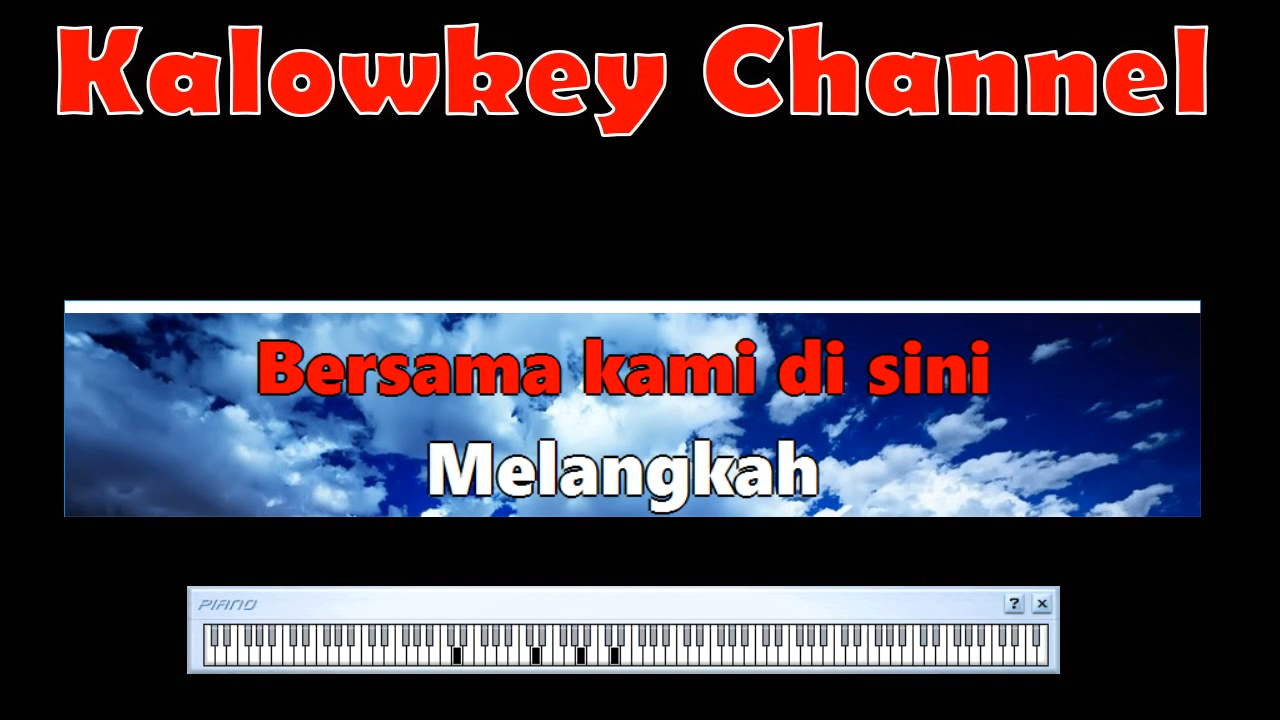 Kalowkey Channel
Bersama kami di sini
Melangkah
PIANO
? x